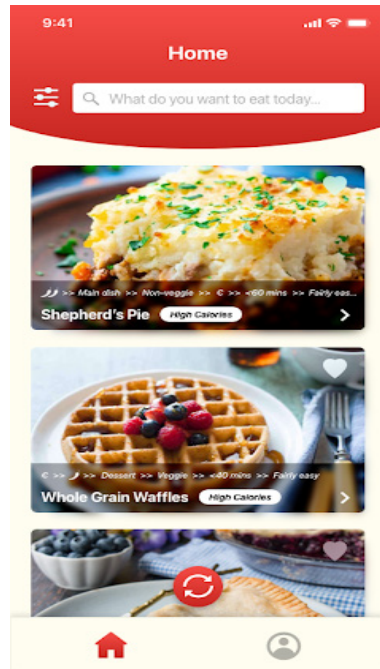 9:41
Home
What do you want to eat today...
>> Main dish >> Non-veggie >> € >> <60 mins >> Fairly eas...
Shepherd's Pie High Calories
€ >> >> Dessert >> Veggie >> <40 mins >> Fairly easy
Whole Grain Waffles High Calories